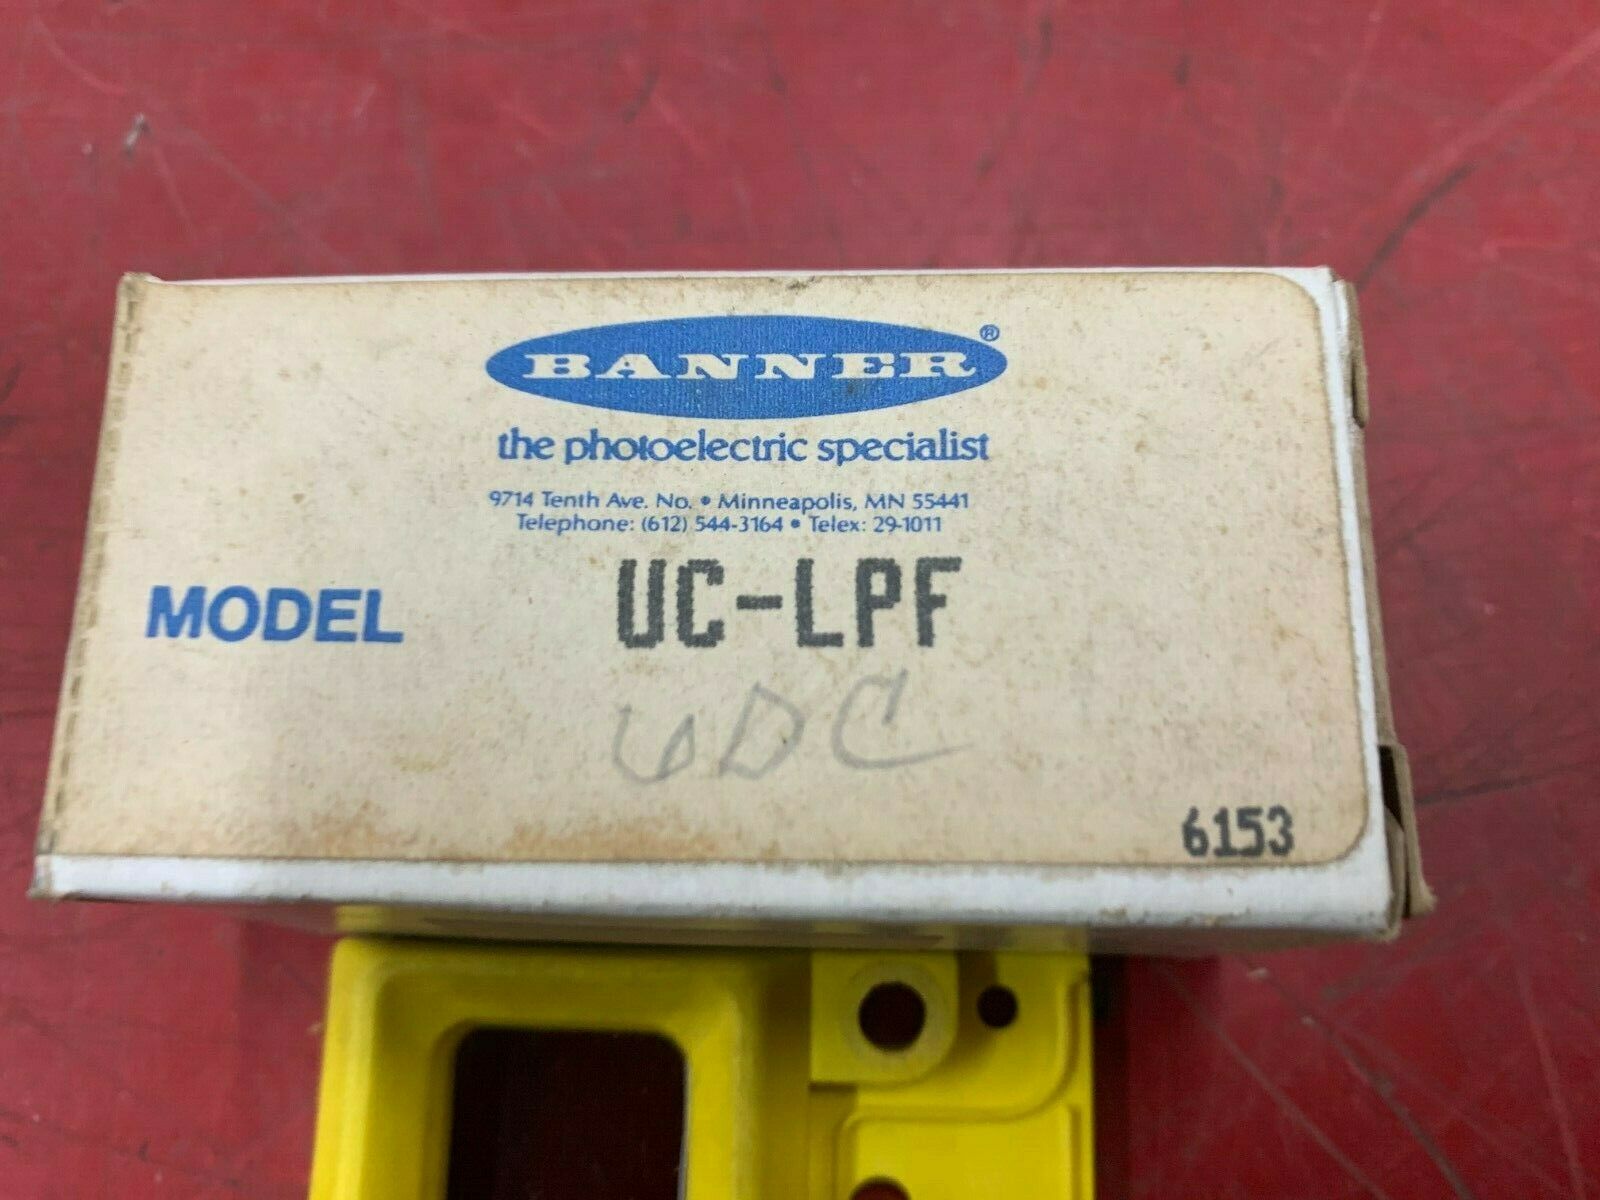 BANNER®
the photoelectric specialist
9714 Tenth Ave. No. • Minneapolis, MN 55441
Telephone: (612) 544-3164 • Telex: 29-1011
MODEL UC-LPF
UDC
6153